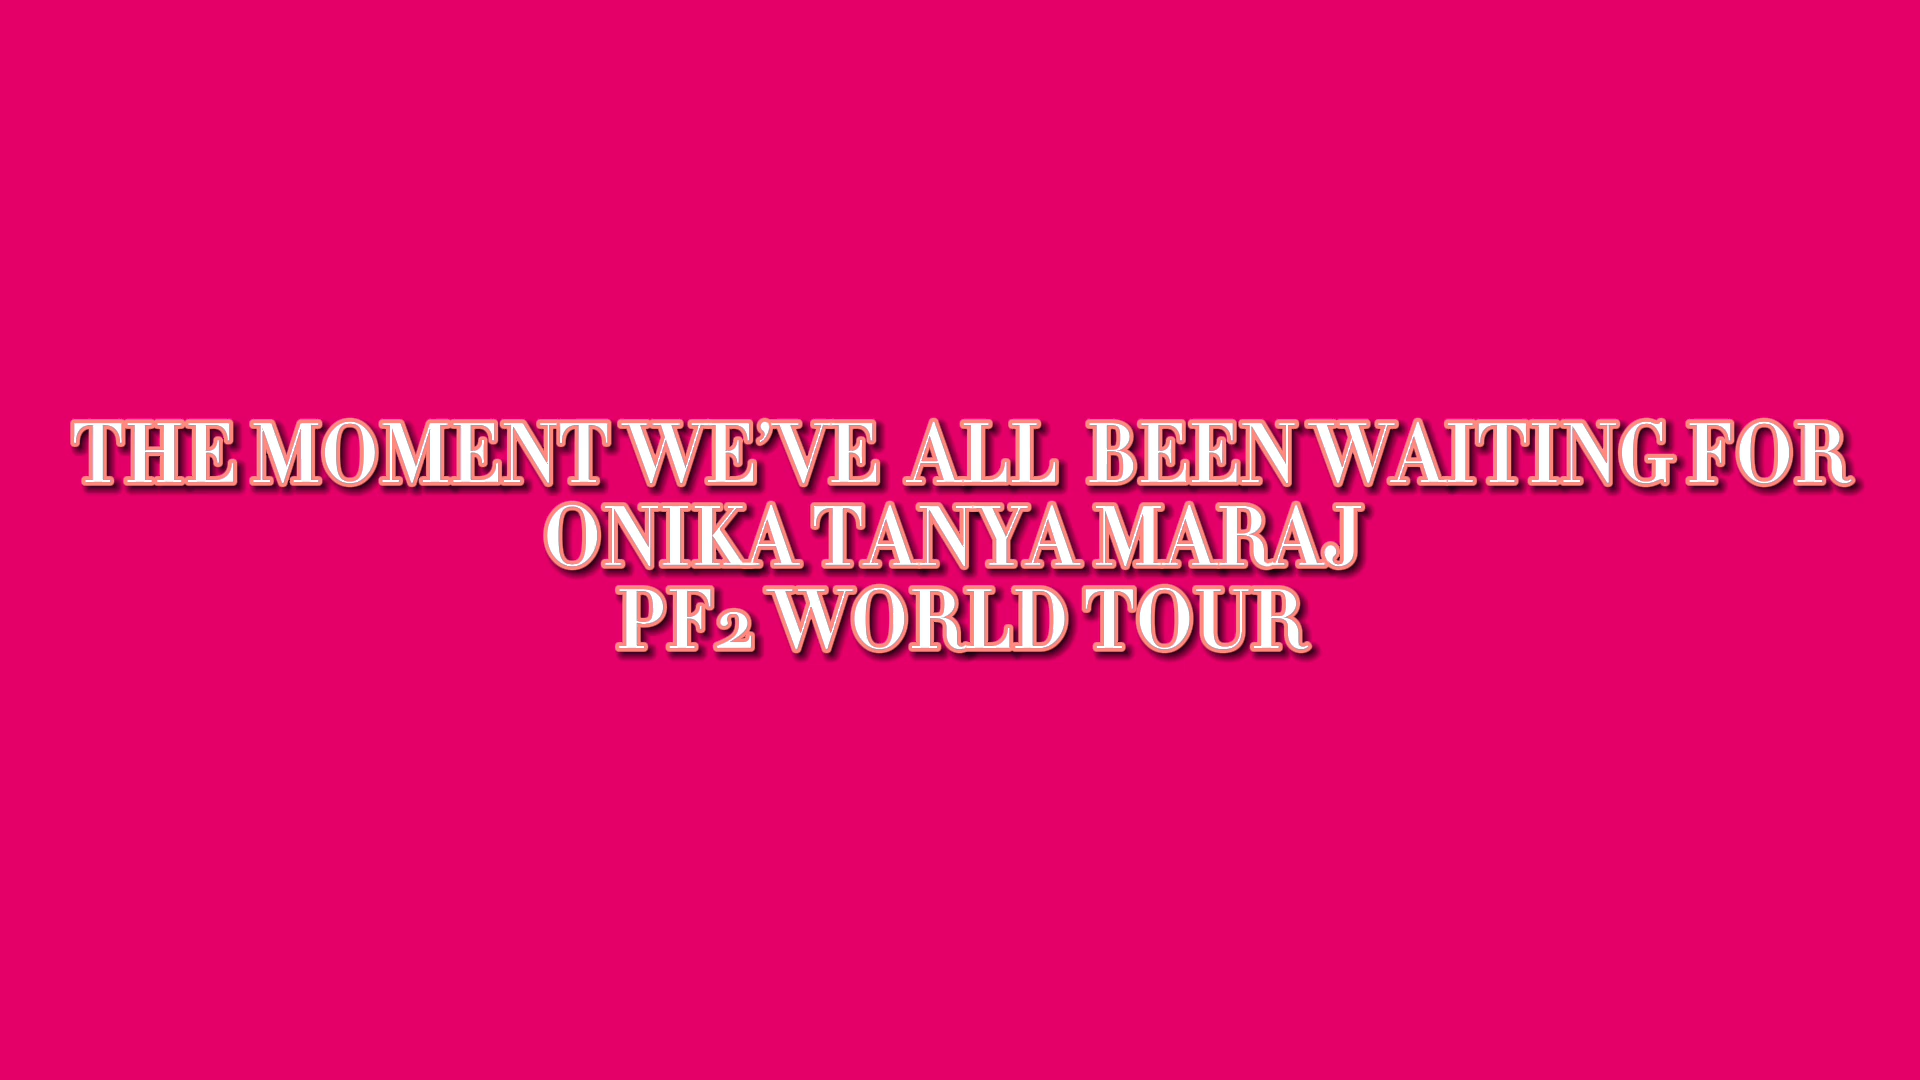 THE MOMENT WE’VE ALL BEEN WAITING FOR
ONIKA TANYA MARAJ
PF2 WORLD TOUR